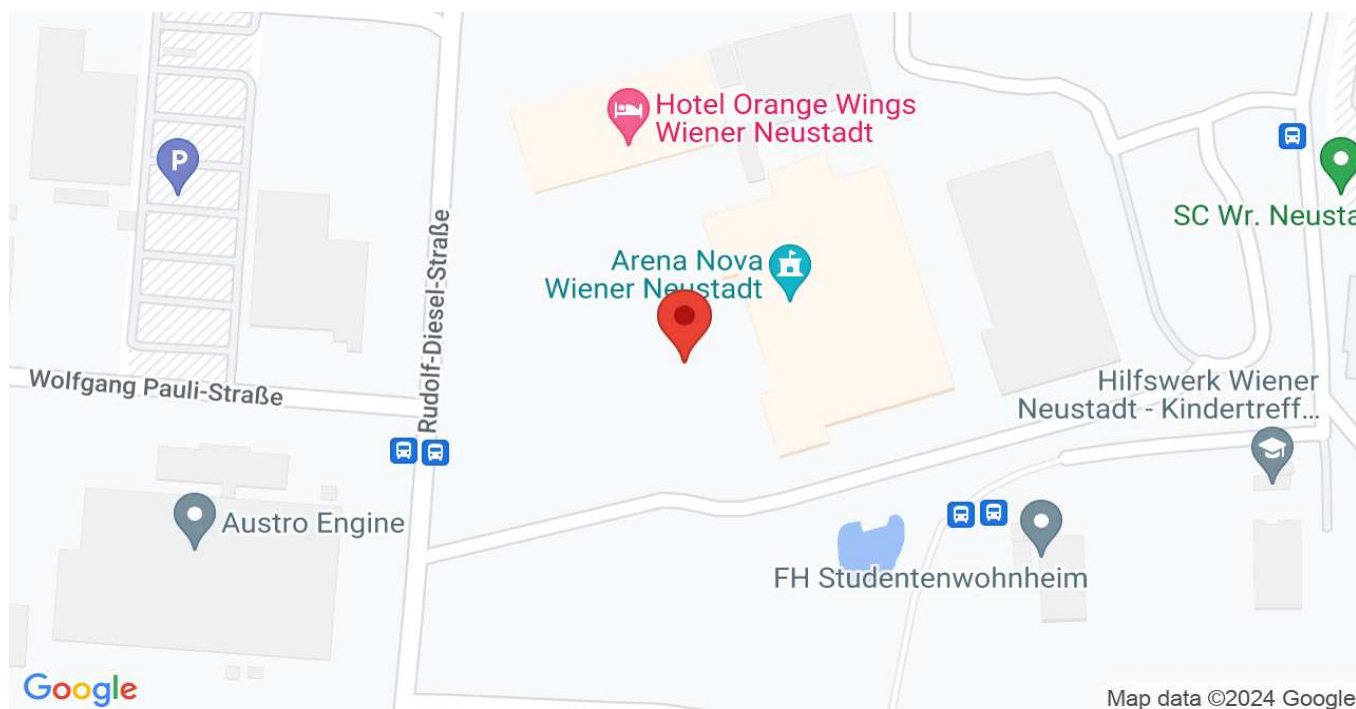 Hotel Orange Wings
Wiener Neustadt
P
SC Wr. Neusta
Rudolf-Diesel-Straße
Arena Nova
Wiener Neustadt
Wolfgang Pauli-Straße
Hilfswerk Wiener
Neustadt - Kindertreff...
Austro Engine
FH Studentenwohnheim
Google
Map data ©2024 Google